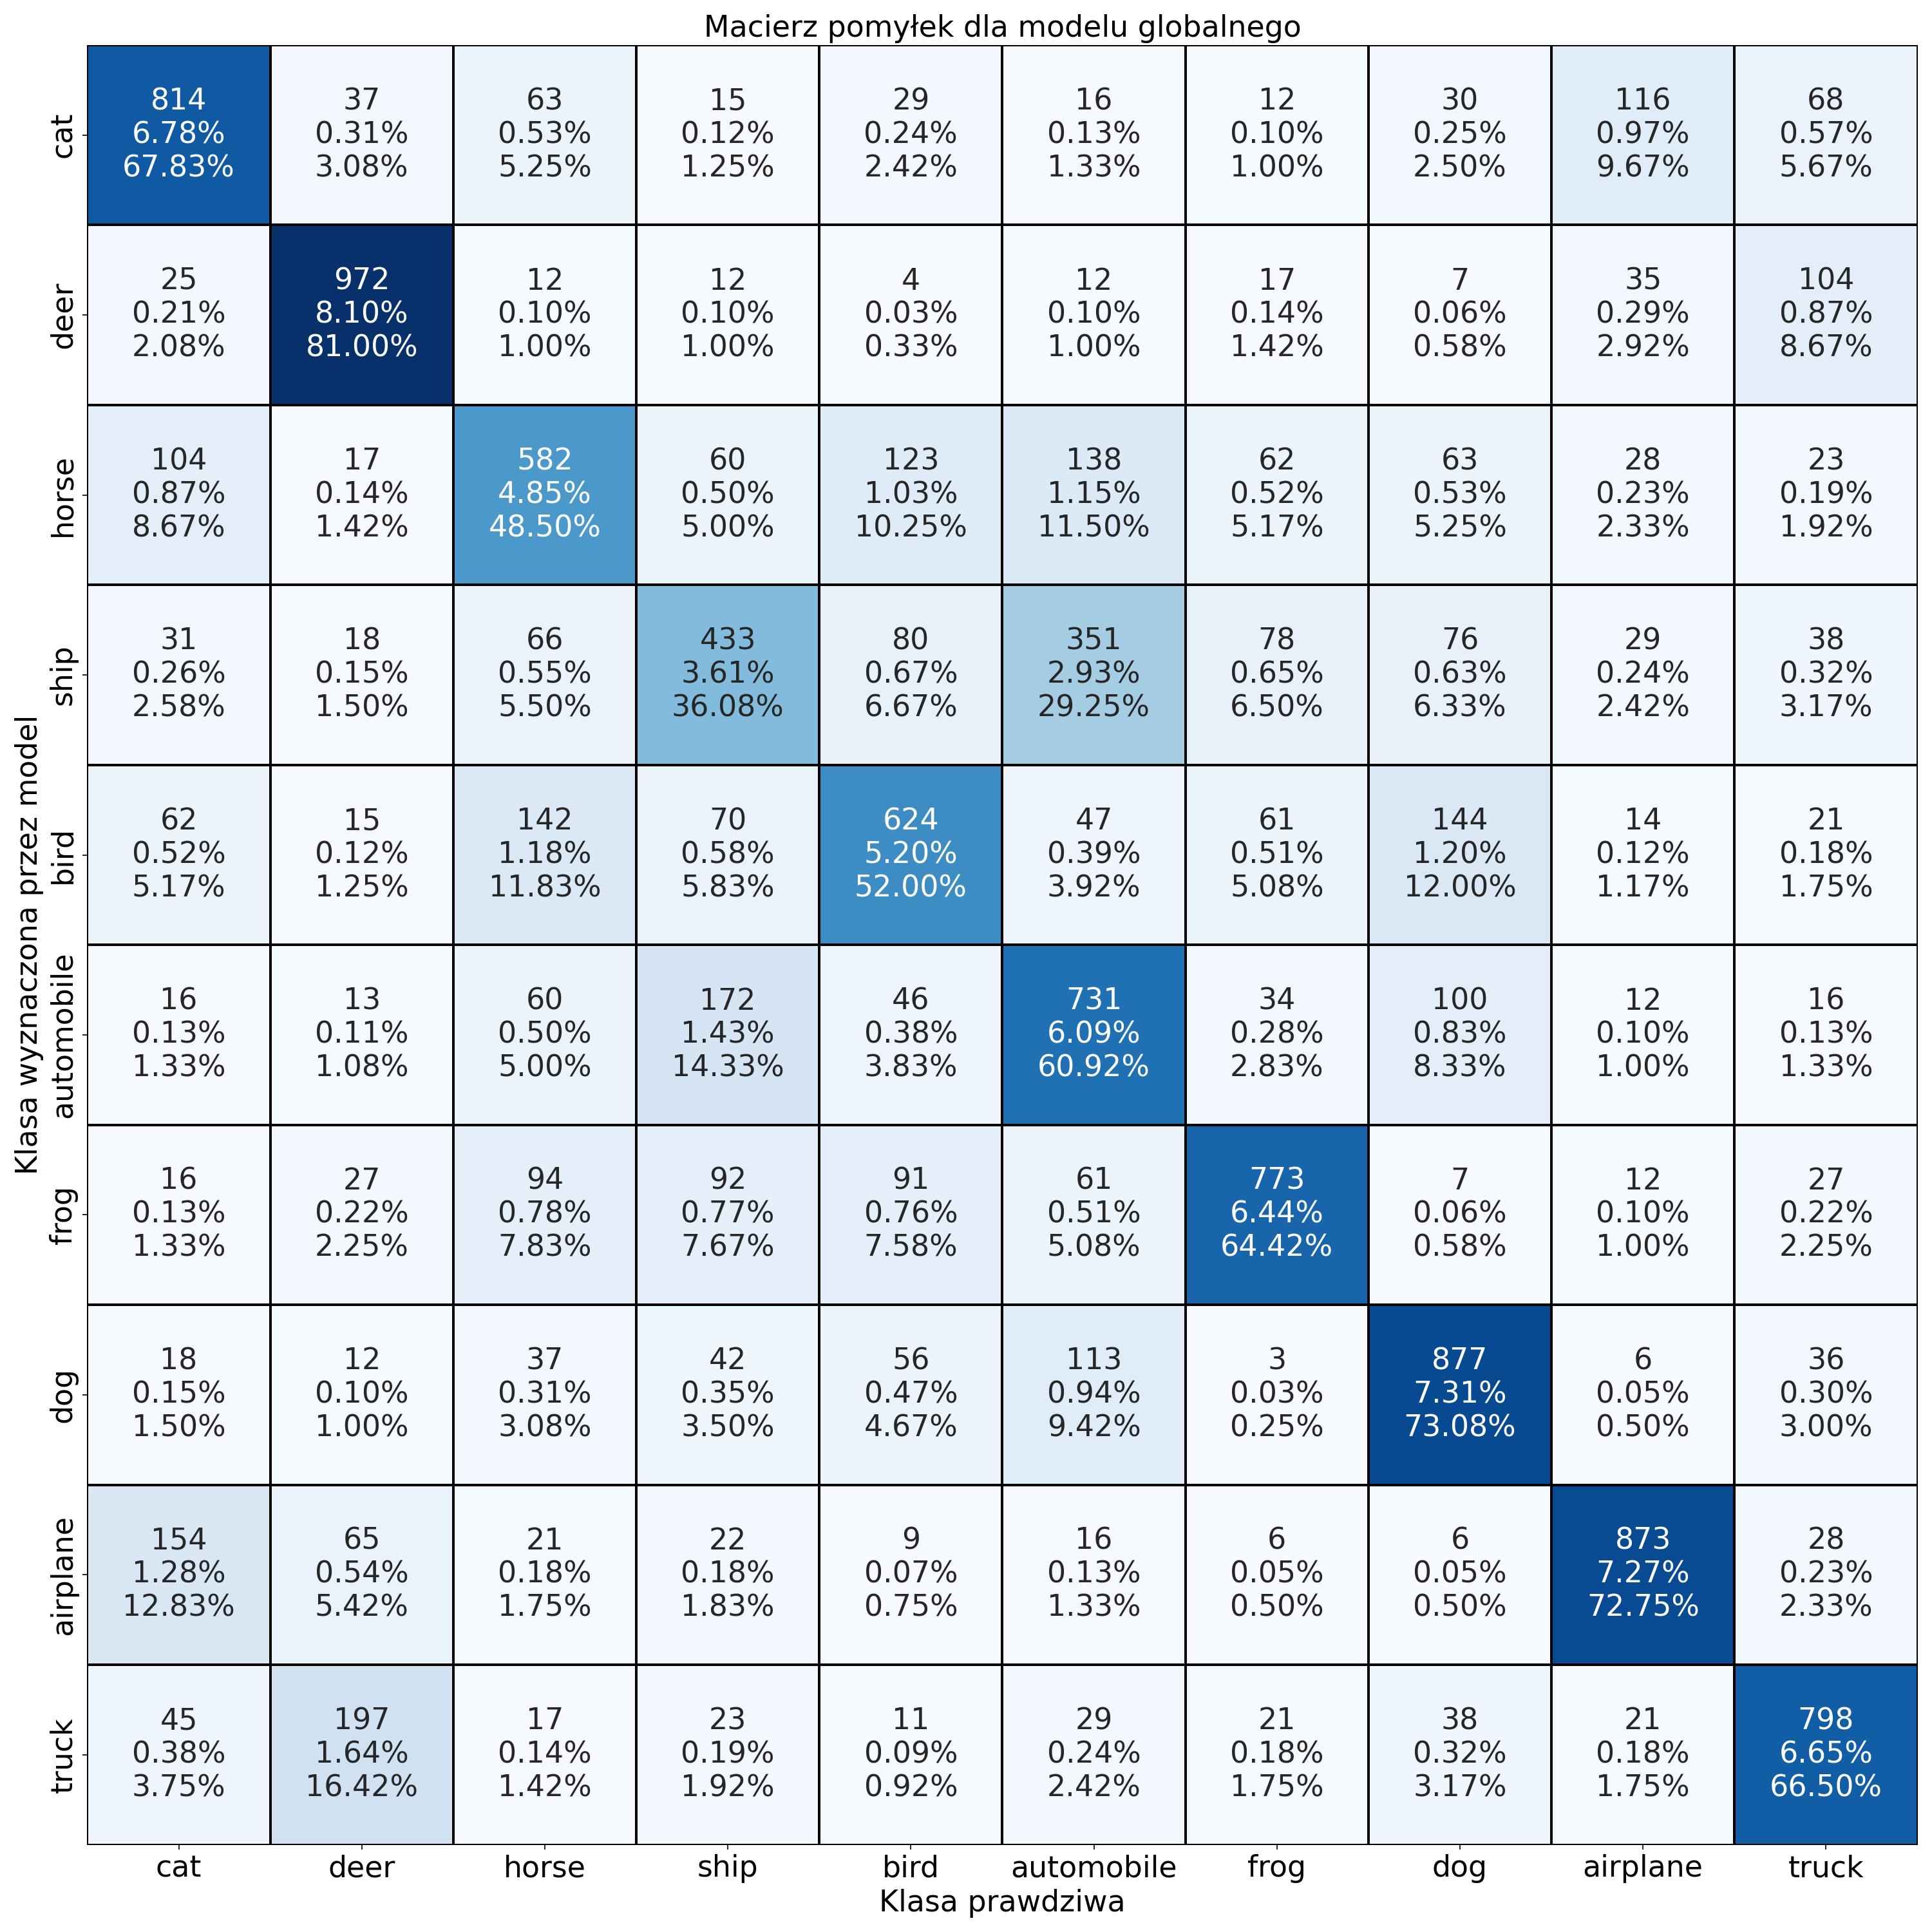 Macierz pomyłek dla modelu globalnego
Klasa wyznaczona przez model
cat
814 37 63 15 29 16 12 30 116 68
6.78% 0.31% 0.53% 0.12% 0.24% 0.13% 0.10% 0.25% 0.97% 0.57%
67.83% 3.08% 5.25% 1.25% 2.42% 1.33% 1.00% 2.50% 9.67% 5.67%
deer
25 972 12 12 4 12 17 7 35 104
0.21% 8.10% 0.10% 0.10% 0.03% 0.10% 0.14% 0.06% 0.29% 0.87%
2.08% 81.00% 1.00% 1.00% 0.33% 1.00% 1.42% 0.58% 2.92% 8.67%
horse
104 17 582 60 123 138 62 63 28 23
0.87% 0.14% 4.85% 0.50% 1.03% 1.15% 0.52% 0.53% 0.23% 0.19%
8.67% 1.42% 48.50% 5.00% 10.25% 11.50% 5.17% 5.25% 2.33% 1.92%
ship
31 18 66 433 80 351 78 76 29 38
0.26% 0.15% 0.55% 3.61% 0.67% 2.93% 0.65% 0.63% 0.24% 0.32%
2.58% 1.50% 5.50% 36.08% 6.67% 29.25% 6.50% 6.33% 2.42% 3.17%
bird
62 15 142 70 624 47 61 144 14 21
0.52% 0.12% 1.18% 0.58% 5.20% 0.39% 0.51% 1.20% 0.12% 0.18%
5.17% 1.25% 11.83% 5.83% 52.00% 3.92% 5.08% 12.00% 1.17% 1.75%
automobile
16 13 60 172 46 731 34 100 12 16
0.13% 0.11% 0.50% 1.43% 0.38% 6.09% 0.28% 0.83% 0.10% 0.13%
1.33% 1.08% 5.00% 14.33% 3.83% 60.92% 2.83% 8.33% 1.00% 1.33%
frog
16 27 94 92 91 61 773 7 12 27
0.13% 0.22% 0.78% 0.77% 0.76% 0.51% 6.44% 0.06% 0.10% 0.22%
1.33% 2.25% 7.83% 7.67% 7.58% 5.08% 64.42% 0.58% 1.00% 2.25%
dog
18 12 37 42 56 113 3 877 6 36
0.15% 0.10% 0.31% 0.35% 0.47% 0.94% 0.03% 7.31% 0.05% 0.30%
1.50% 1.00% 3.08% 3.50% 4.67% 9.42% 0.25% 73.08% 0.50% 3.00%
airplane
154 65 21 22 9 16 6 6 873 28
1.28% 0.54% 0.18% 0.18% 0.07% 0.13% 0.05% 0.05% 7.27% 0.23%
12.83% 5.42% 1.75% 1.83% 0.75% 1.33% 0.50% 0.50% 72.75% 2.33%
truck
45 197 17 23 11 29 21 38 21 798
0.38% 1.64% 0.14% 0.19% 0.09% 0.24% 0.18% 0.32% 0.18% 6.65%
3.75% 16.42% 1.42% 1.92% 0.92% 2.42% 1.75% 3.17% 1.75% 66.50%
cat deer horse ship bird automobile frog dog airplane truck
Klasa prawdziwa